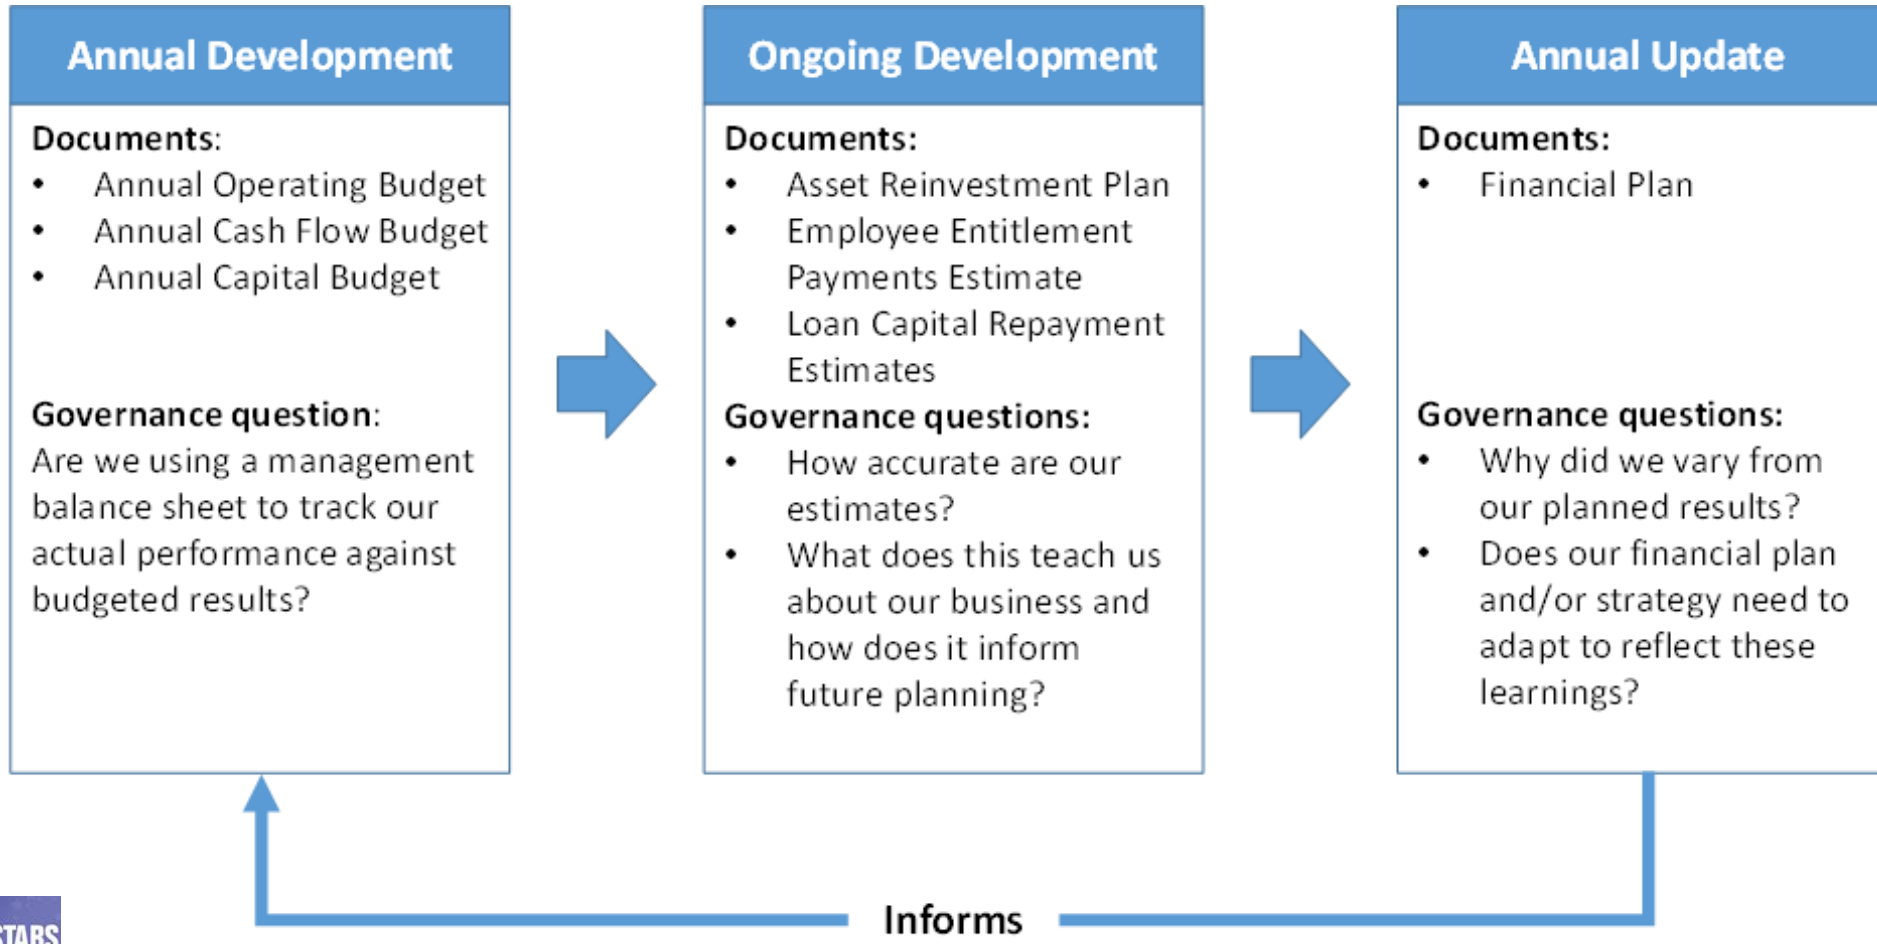 Annual Development
Documents:
• Annual Operating Budget
• Annual Cash Flow Budget
• Annual Capital Budget
Governance question:
Are we using a management
balance sheet to track our
actual performance against
budgeted results?
Ongoing Development
Documents:
• Asset Reinvestment Plan
• Employee Entitlement
Payments Estimate
• Loan Capital Repayment
Estimates
Governance questions:
• How accurate are our
estimates?
• What does this teach us
about our business and
how does it inform
future planning?
Annual Update
Documents:
• Financial Plan
Governance questions:
• Why did we vary from
our planned results?
• Does our financial plan
and/or strategy need to
adapt to reflect these
learnings?
Informs
STARS